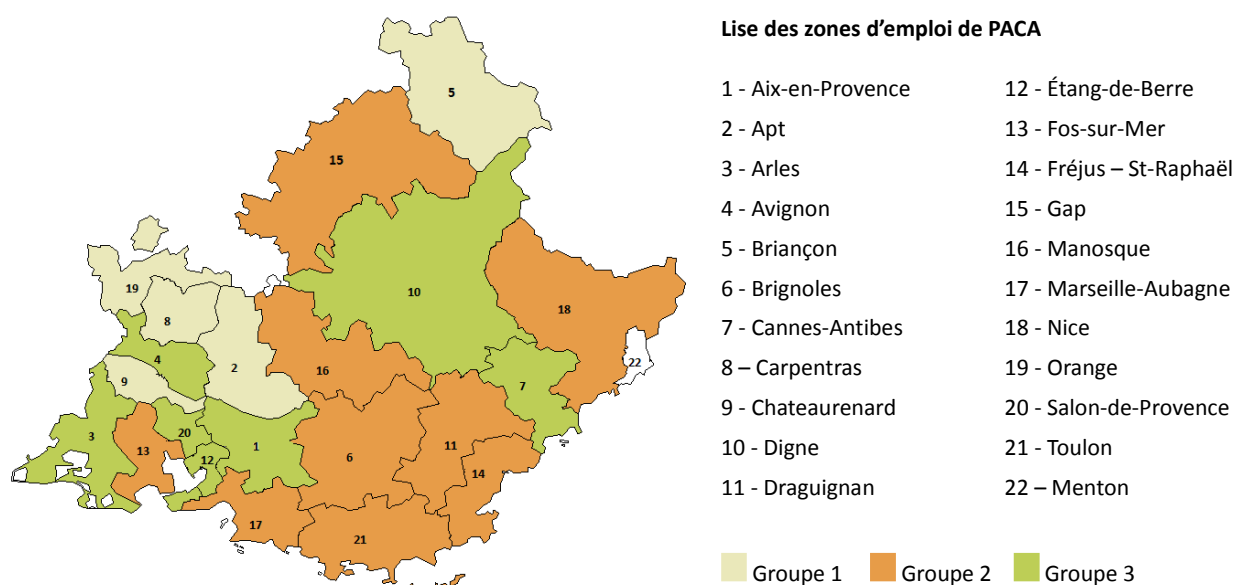 Lise des zones d'emploi de PACA
1 - Aix-en-Provence
2 - Apt
3 - Arles
4 - Avignon
5 - Briançon
6 - Brignoles
7 - Cannes-Antibes
8 – Carpentras
9 - Chateaurenard
10 - Digne
11 - Draguignan
12 - Étang-de-Berre
13 - Fos-sur-Mer
14 - Fréjus – St-Raphaël
15 - Gap
16 - Manosque
17 - Marseille-Aubagne
18 - Nice
19 - Orange
20 - Salon-de-Provence
21 - Toulon
22 – Menton
Groupe 1
Groupe 2
Groupe 3
5
15
19
10
18
8
4
2
22
9
16
7
3
20
13
12
1
6
11
14
17
21